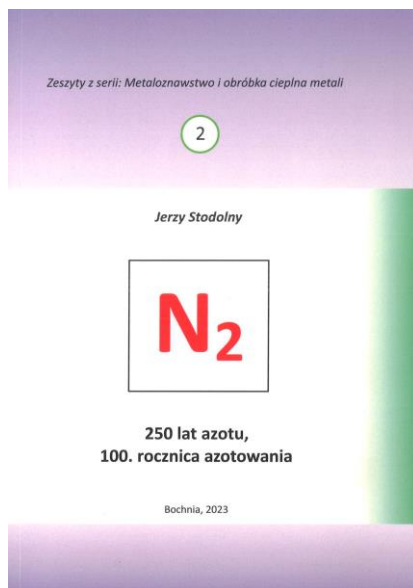 Zeszyty z serii: Metaloznawstwo i obróbka cieplna metali
2
Jerzy Stodolny
N₂
250 lat azotu,
100. rocznica azotowania
Bochnia, 2023